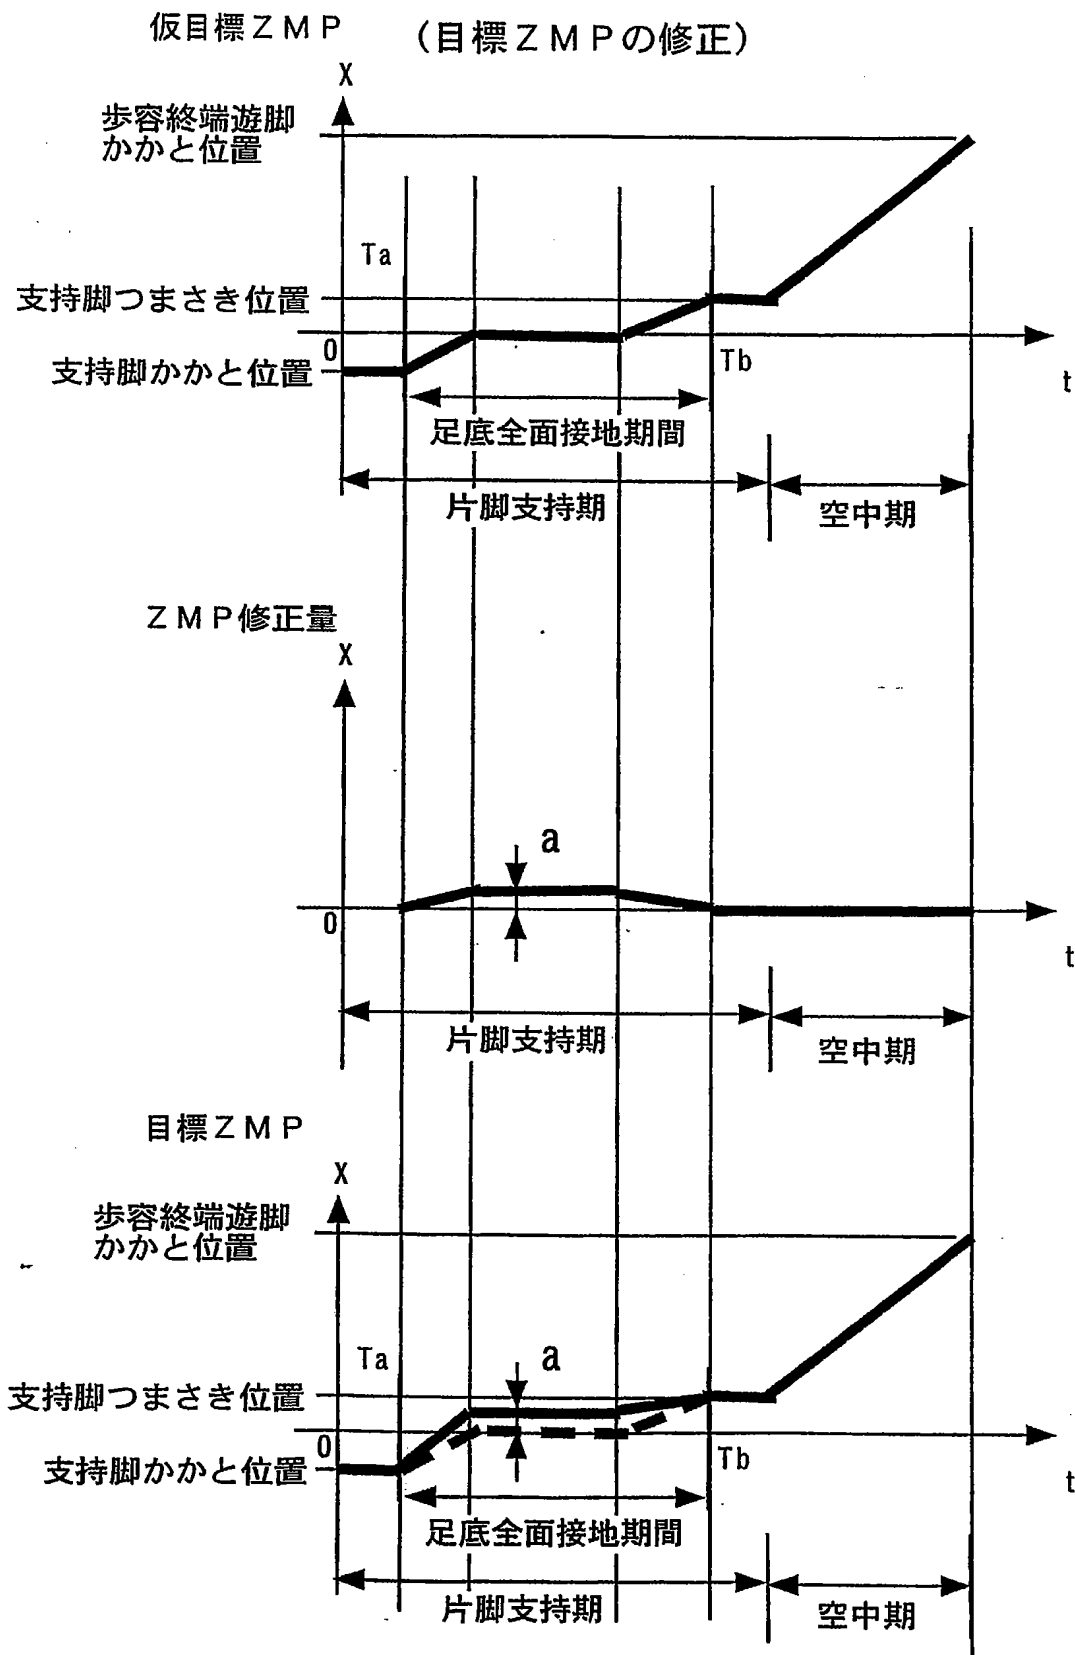 仮目標ZMP
(目標ZMPの修正)
X
歩容終端遊脚
かかと位置
Ta
支持脚つまさき位置
0
支持脚かかと位置
Tb
t
足底全面接地期間
片脚支持期
空中期
ZMP修正量
X
a
0
t
片脚支持期
空中期
目標ZMP
X
歩容終端遊脚
かかと位置
Ta
a
支持脚つまさき位置
0
支持脚かかと位置
Tb
t
足底全面接地期間
片脚支持期
空中期